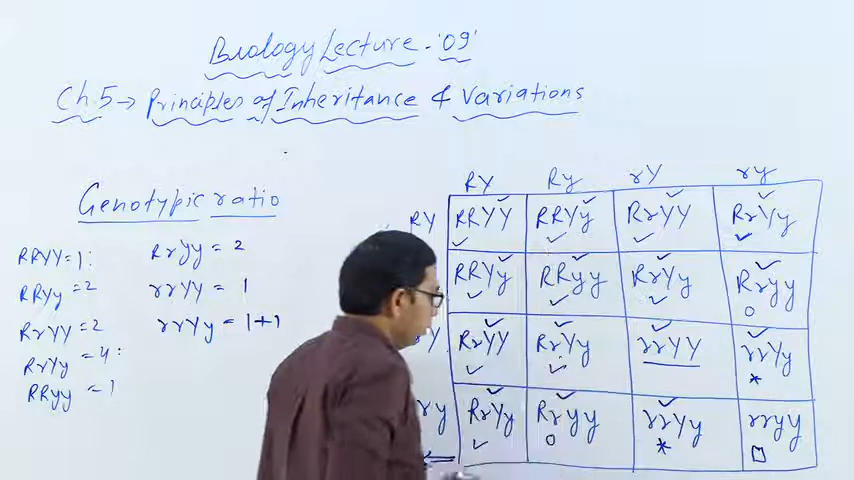 Biology Lecture - '09'
Ch.5→ Principles of Inheritance & Variations
Genotypic ratio
RRYY = 1:
RRYy = 2
RrYY = 2
RrYy = 4:
RRyy = 1
RrYy = 2
rrYY = 1
rrYy = 1+1
RY Ry rY ry
RY RRYY RRYy RrYY RrYy
RRYy RRyy RrYy Rryy
Y RrYY RrYy rrYY rrYy
ry RrYy Rryy rrYy rryy